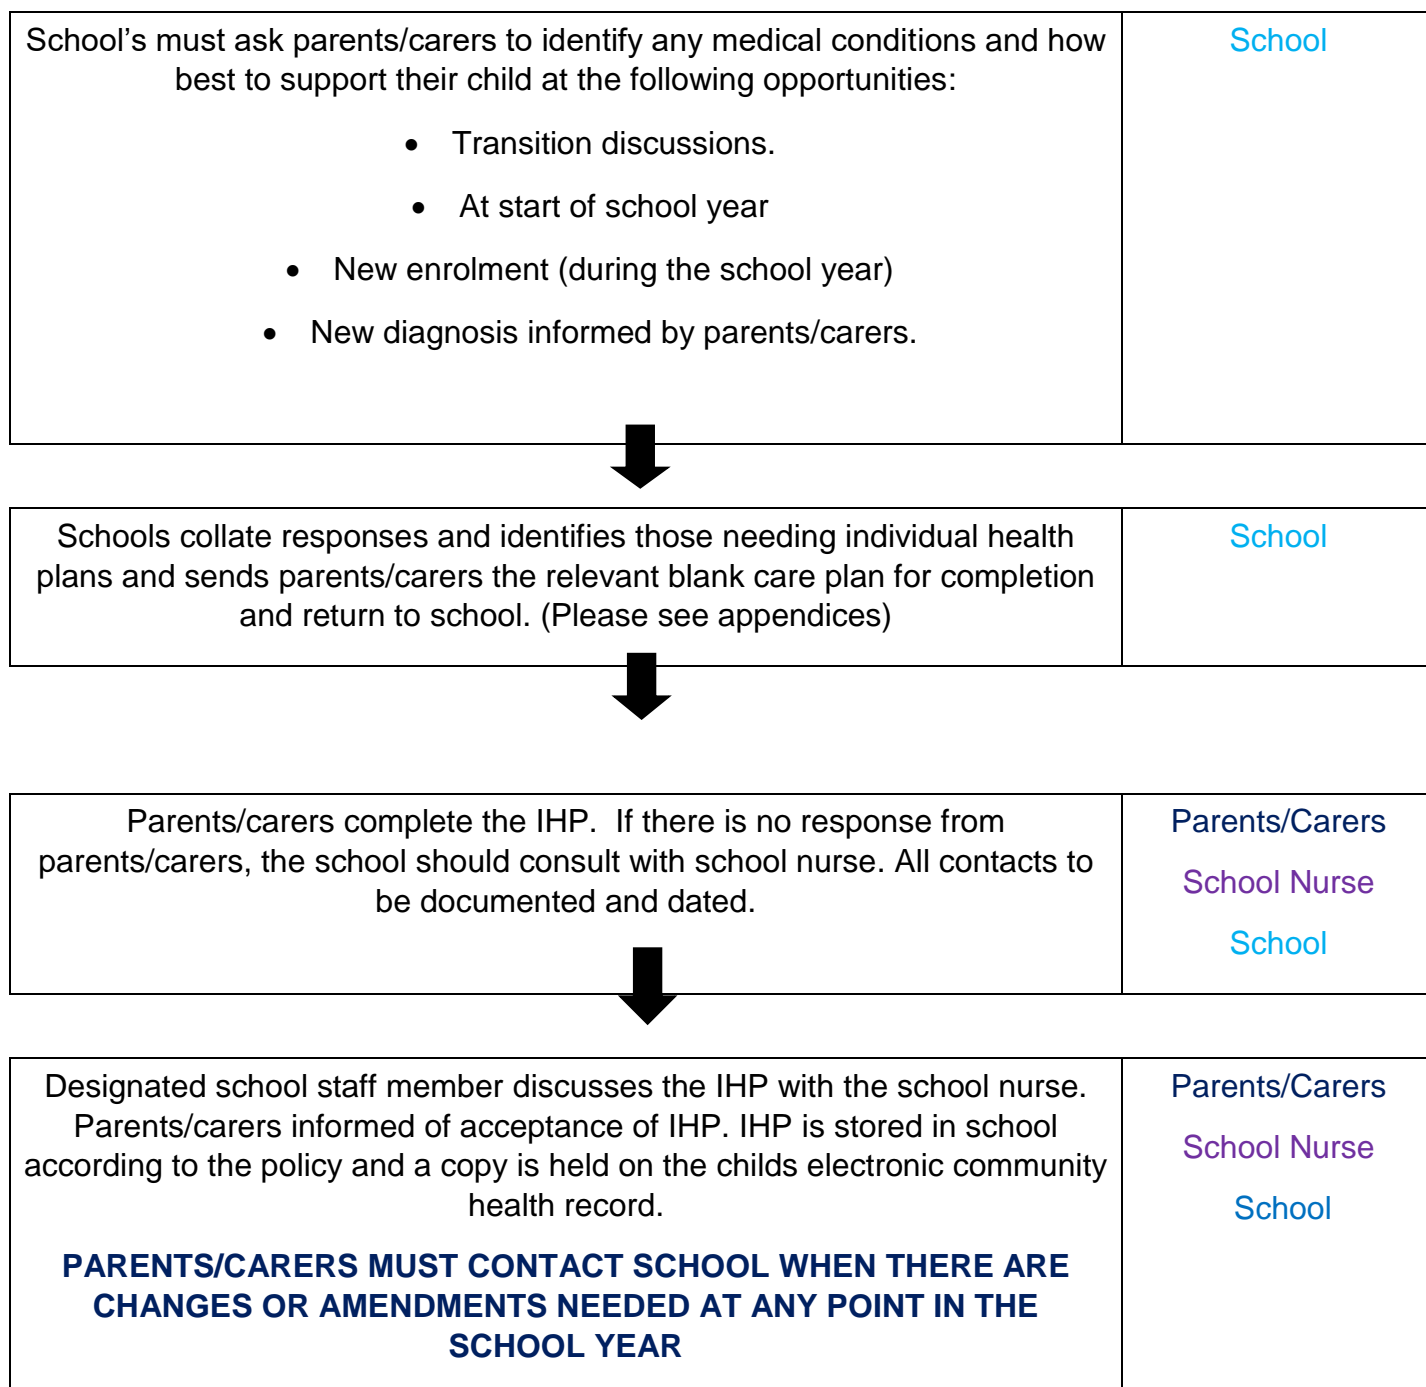 School’s must ask parents/carers to identify any medical conditions and how
best to support their child at the following opportunities:
• Transition discussions.
• At start of school year
• New enrolment (during the school year)
• New diagnosis informed by parents/carers.
School
Schools collate responses and identifies those needing individual health
plans and sends parents/carers the relevant blank care plan for completion
and return to school. (Please see appendices)
School
Parents/carers complete the IHP.  If there is no response from
parents/carers, the school should consult with school nurse. All contacts to
be documented and dated.
Parents/Carers
School Nurse
School
Designated school staff member discusses the IHP with the school nurse.
Parents/carers informed of acceptance of IHP. IHP is stored in school
according to the policy and a copy is held on the childs electronic community
health record.
PARENTS/CARERS MUST CONTACT SCHOOL WHEN THERE ARE
CHANGES OR AMENDMENTS NEEDED AT ANY POINT IN THE
SCHOOL YEAR
Parents/Carers
School Nurse
School